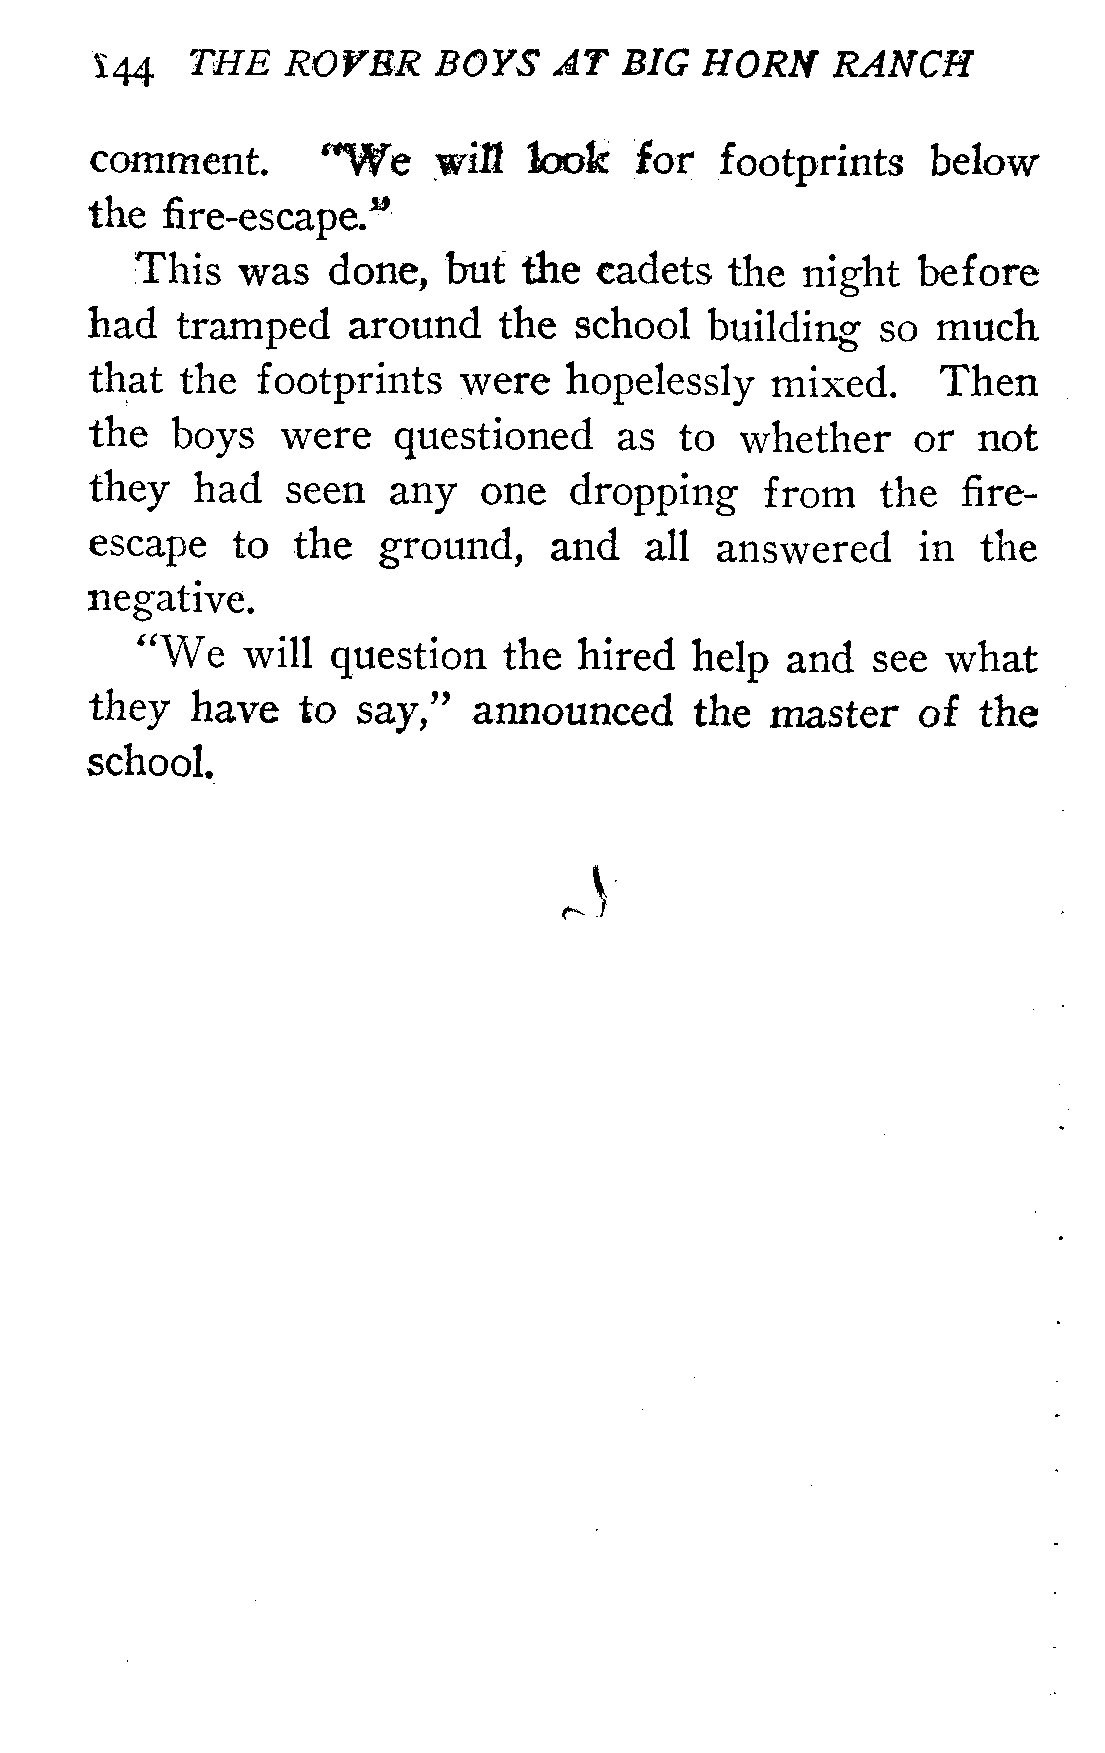 144 THE ROVER BOYS AT BIG HORN RANCH
comment. "We will look for footprints below
the fire-escape."
This was done, but the cadets the night before
had tramped around the school building so much
that the footprints were hopelessly mixed. Then
the boys were questioned as to whether or not
they had seen any one dropping from the fire-
escape to the ground, and all answered in the
negative.
"We will question the hired help and see what
they have to say," announced the master of the
school.